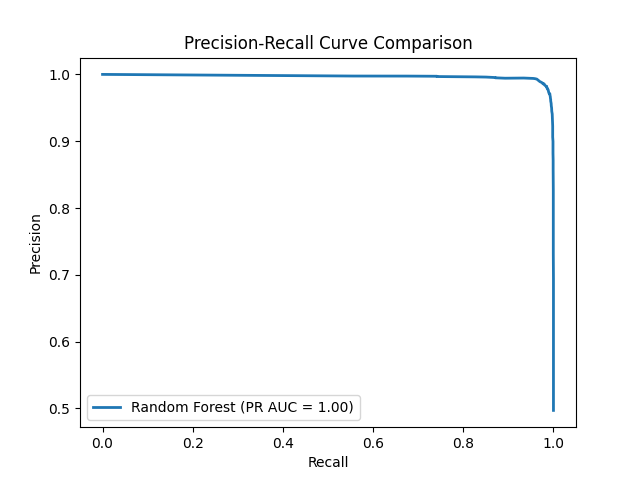 Precision-Recall Curve Comparison
1.0
0.9
0.8
0.7
0.6
0.5
Precision
Random Forest (PR AUC = 1.00)
0.0 0.2 0.4 0.6 0.8 1.0
Recall